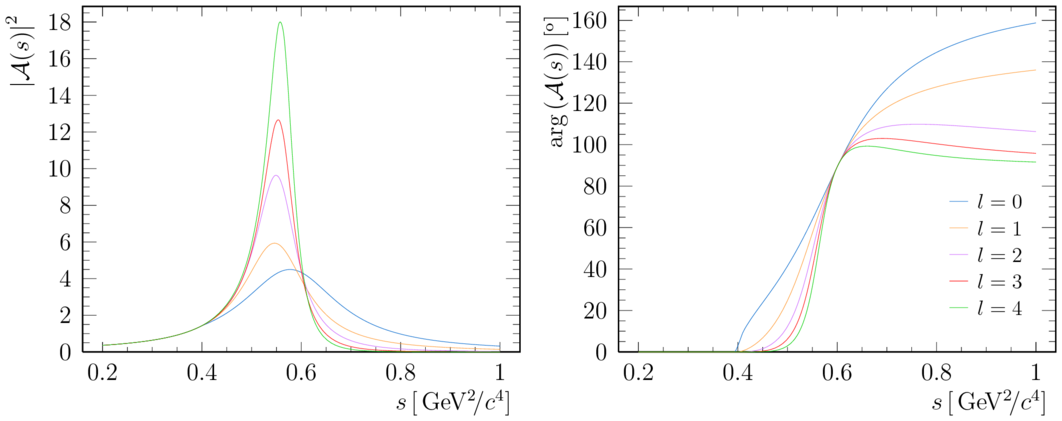 |𝓐(s)|²
18
16
14
12
10
8
6
4
2
0
0.2 0.4 0.6 0.8 1
s [ GeV²/c⁴]
arg (𝓐(s)) [°]
160
140
120
100
80
60
40
20
0
l = 0
l = 1
l = 2
l = 3
l = 4
0.2 0.4 0.6 0.8 1
s [ GeV²/c⁴]